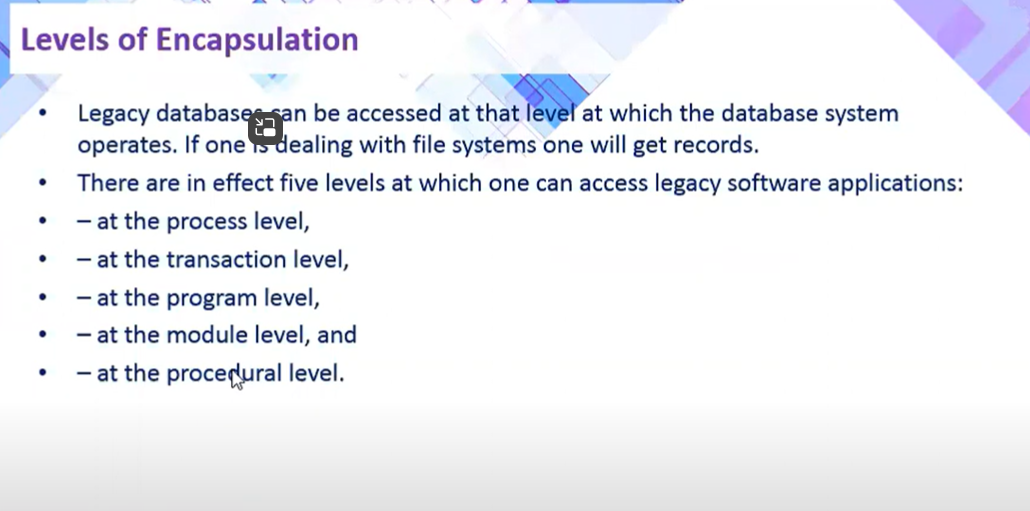 Levels of Encapsulation
• Legacy databases can be accessed at that level at which the database system
operates. If one is dealing with file systems one will get records.
• There are in effect five levels at which one can access legacy software applications:
• – at the process level,
• – at the transaction level,
• – at the program level,
• – at the module level, and
• – at the procedural level.